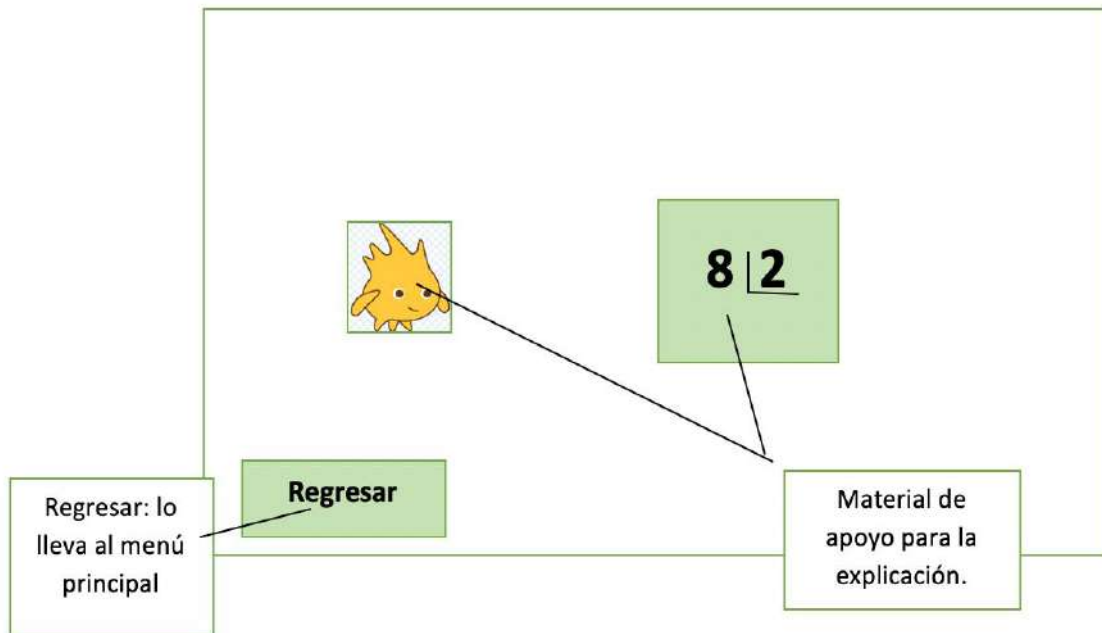 8 2
Regresar
Regresar: lo
lleva al menú
principal
Material de
apoyo para la
explicación.